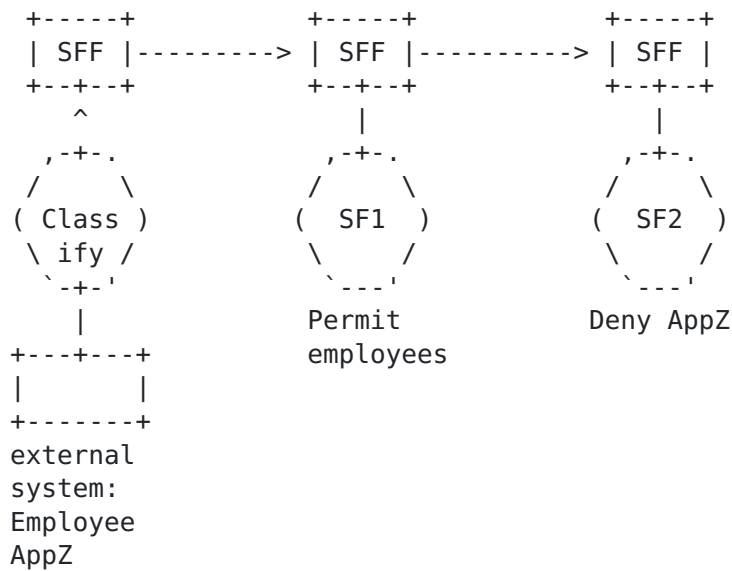 SFF SFF SFF
Class SF1 SF2
ify
Permit Deny AppZ
employees
external
system:
Employee
AppZ